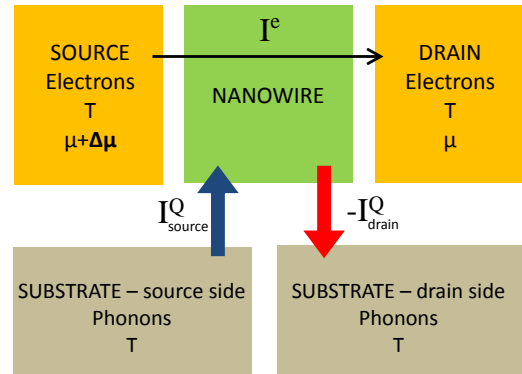 SOURCE
Electrons
T
μ+Δμ
I^e
NANOWIRE
DRAIN
Electrons
T
μ
I^Q_source
-I^Q_drain
SUBSTRATE – source side
Phonons
T
SUBSTRATE – drain side
Phonons
T